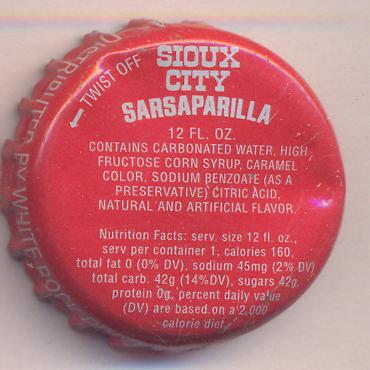 SIOUX
CITY
SARSAPARILLA
← TWIST OFF
12 FL. OZ.
CONTAINS CARBONATED WATER, HIGH
FRUCTOSE CORN SYRUP, CARAMEL
COLOR, SODIUM BENZOATE (AS A
PRESERVATIVE) CITRIC ACID,
NATURAL AND ARTIFICIAL FLAVOR.
Nutrition Facts: serv. size 12 fl. oz.,
serv per container 1, calories 160,
total fat 0 (0% DV), sodium 45mg (2% DV)
total carb. 42g (14%DV), sugars 42g,
protein 0g, percent daily value
(DV) are based on a 2,000
calorie diet.
DISTRIBUTED BY WHITE ROCK